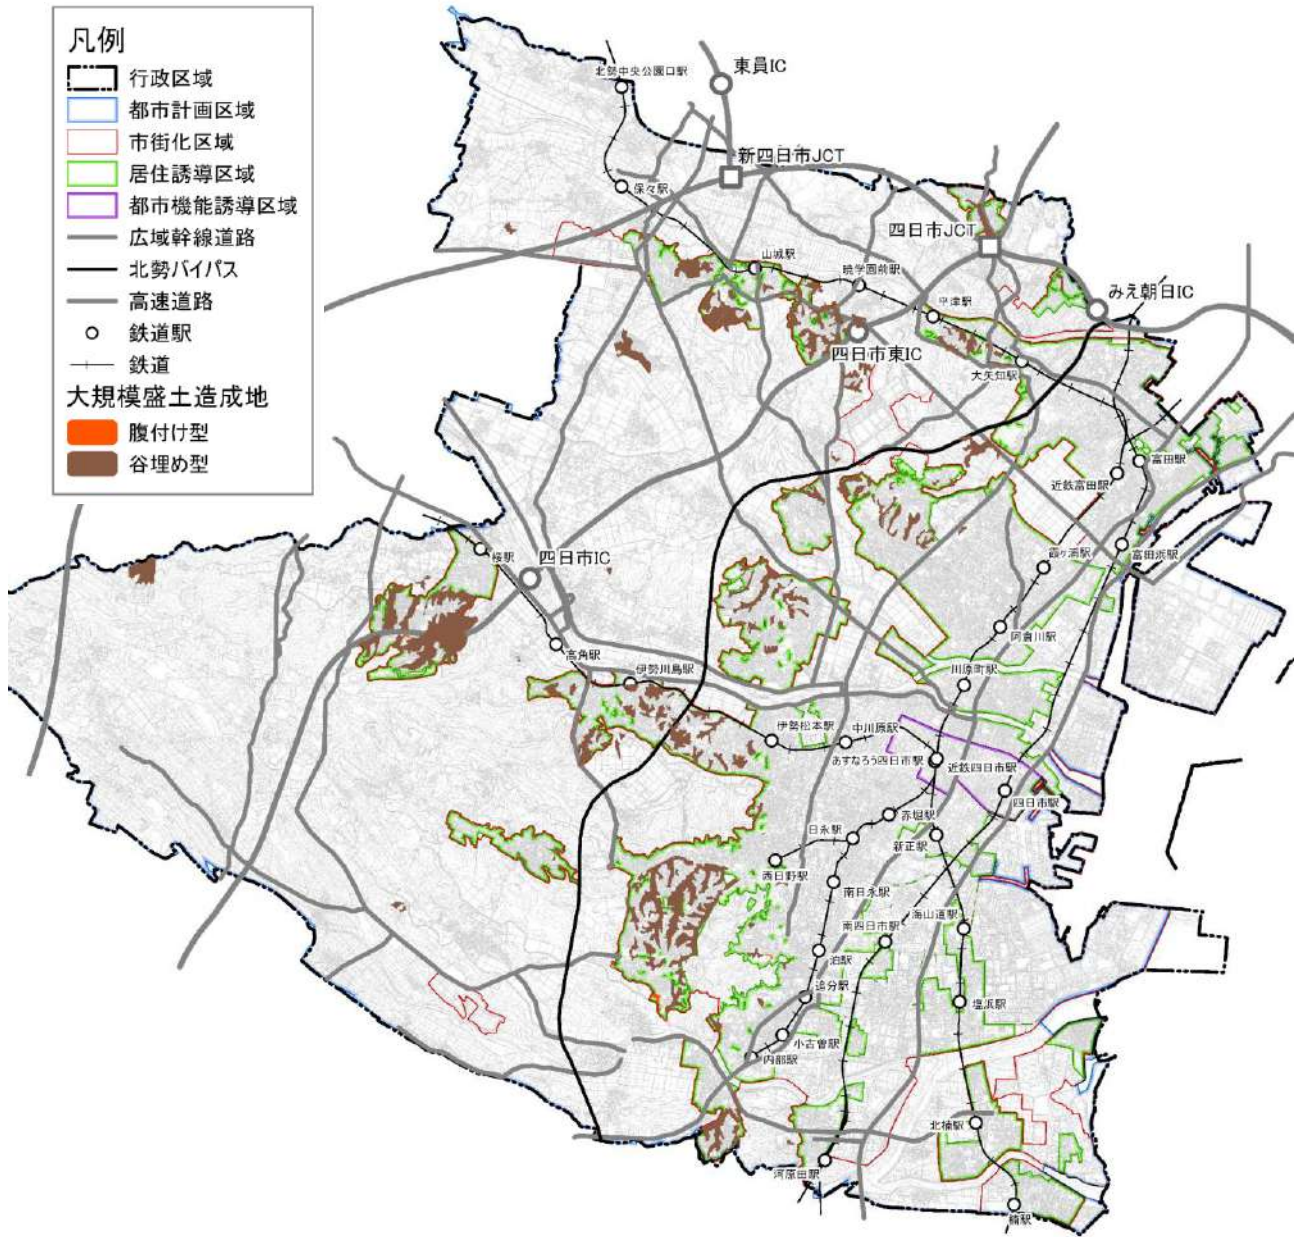 凡例
行政区域
都市計画区域
市街化区域
居住誘導区域
都市機能誘導区域
広域幹線道路
北勢バイパス
高速道路
鉄道駅
鉄道
大規模盛土造成地
腹付け型
谷埋め型
北勢中央公園口駅
東員IC
新四日市JCT
保々駅
四日市JCT
山城駅
暁学園前駅
みえ朝日IC
平津駅
四日市東IC
大矢知駅
富田駅
近鉄富田駅
桜駅
四日市IC
霞ヶ浦駅
富田浜駅
阿倉川駅
高角駅
伊勢川島駅
川原町駅
伊勢松本駅
中川原駅
あすなろう四日市駅
近鉄四日市駅
四日市駅
赤堀駅
日永駅
新正駅
西日野駅
南日永駅
南四日市駅
海山道駅
泊駅
追分駅
塩浜駅
小古曽駅
内部駅
北楠駅
河原田駅
楠駅